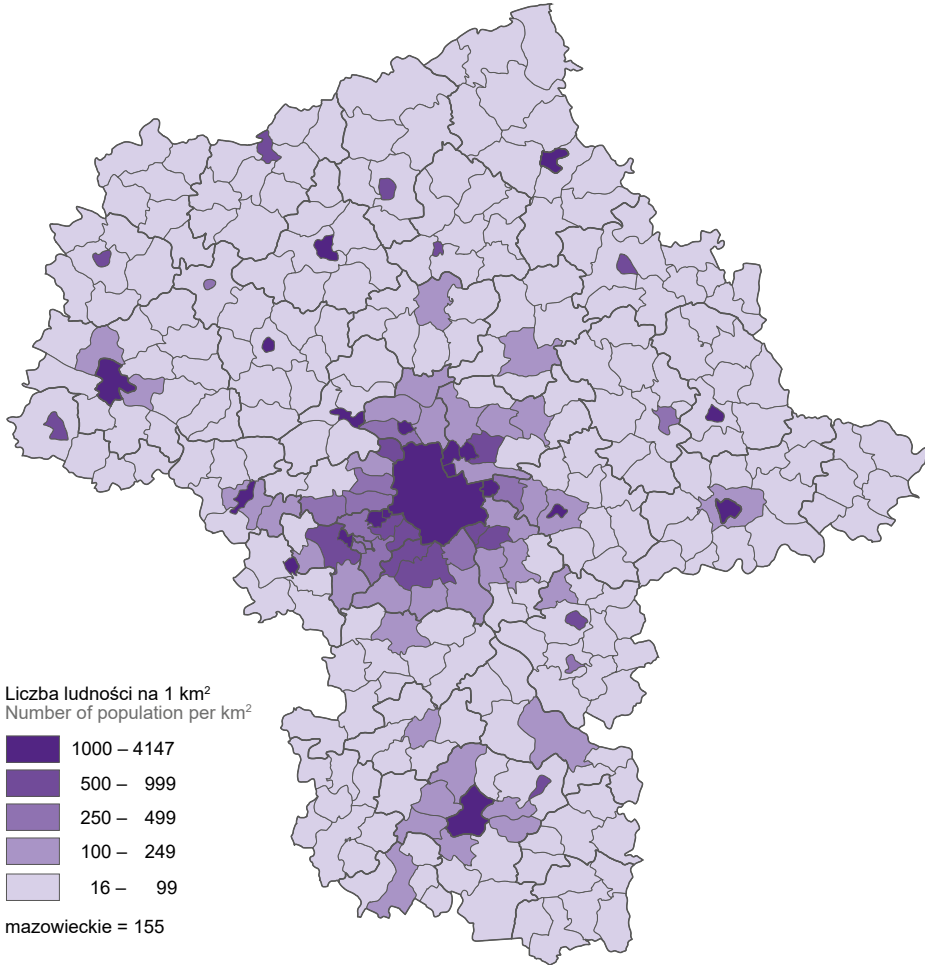 Liczba ludności na 1 km²
Number of population per km²
1000 – 4147
500 – 999
250 – 499
100 – 249
16 – 99
mazowieckie = 155